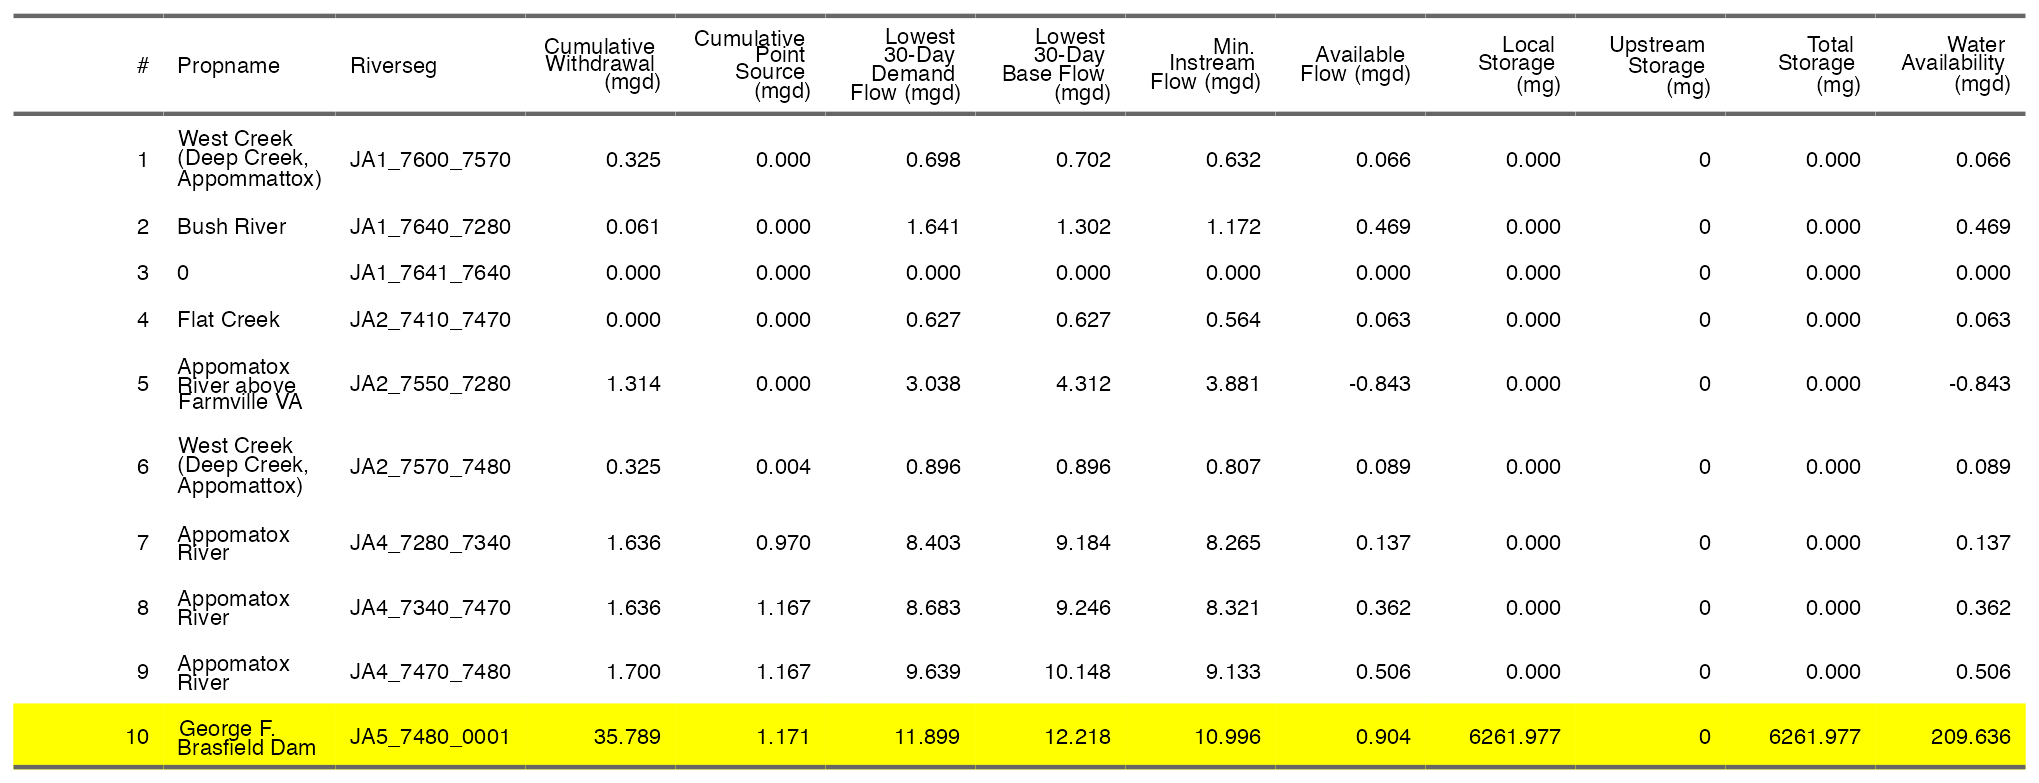 # Propname Riverseg Cumulative Withdrawal (mgd) Cumulative Point Source (mgd) Lowest 30-Day Demand Flow (mgd) Lowest 30-Day Base Flow (mgd) Min. Instream Flow (mgd) Available Flow (mgd) Local Storage (mg) Upstream Storage (mg) Total Storage (mg) Water Availability (mgd)
1 West Creek (Deep Creek, Appommattox) JA1_7600_7570 0.325 0.000 0.698 0.702 0.632 0.066 0.000 0 0.000 0.066
2 Bush River JA1_7640_7280 0.061 0.000 1.641 1.302 1.172 0.469 0.000 0 0.000 0.469
3 0 JA1_7641_7640 0.000 0.000 0.000 0.000 0.000 0.000 0.000 0 0.000 0.000
4 Flat Creek JA2_7410_7470 0.000 0.000 0.627 0.627 0.564 0.063 0.000 0 0.000 0.063
5 Appomatox River above Farmville VA JA2_7550_7280 1.314 0.000 3.038 4.312 3.881 -0.843 0.000 0 0.000 -0.843
6 West Creek (Deep Creek, Appomattox) JA2_7570_7480 0.325 0.004 0.896 0.896 0.807 0.089 0.000 0 0.000 0.089
7 Appomatox River JA4_7280_7340 1.636 0.970 8.403 9.184 8.265 0.137 0.000 0 0.000 0.137
8 Appomatox River JA4_7340_7470 1.636 1.167 8.683 9.246 8.321 0.362 0.000 0 0.000 0.362
9 Appomatox River JA4_7470_7480 1.700 1.167 9.639 10.148 9.133 0.506 0.000 0 0.000 0.506
10 George F. Brasfield Dam JA5_7480_0001 35.789 1.171 11.899 12.218 10.996 0.904 6261.977 0 6261.977 209.636